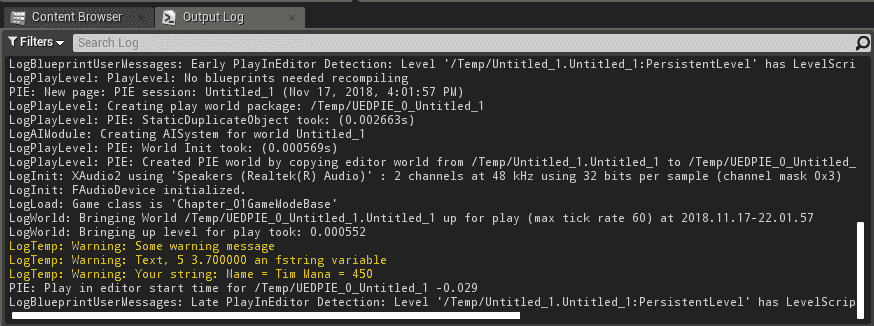 Content Browser
Output Log
Filters
Search Log
LogBlueprintUserMessages: Early PlayInEditor Detection: Level '/Temp/Untitled_1.Untitled_1:PersistentLevel' has LevelScri
LogPlayLevel: PlayLevel: No blueprints needed recompiling
PIE: New page: PIE session: Untitled_1 (Nov 17, 2018, 4:01:57 PM)
LogPlayLevel: Creating play world package: /Temp/UEDPIE_0_Untitled_1
LogPlayLevel: PIE: StaticDuplicateObject took: (0.002663s)
LogAIModule: Creating AISystem for world Untitled_1
LogPlayLevel: PIE: World Init took: (0.000569s)
LogPlayLevel: PIE: Created PIE world by copying editor world from /Temp/Untitled_1.Untitled_1 to /Temp/UEDPIE_0_Untitled_
LogInit: XAudio2 using 'Speakers (Realtek(R) Audio)' : 2 channels at 48 kHz using 32 bits per sample (channel mask 0x3)
LogInit: FAudioDevice initialized.
LogLoad: Game class is 'Chapter_01GameModeBase'
LogWorld: Bringing World /Temp/UEDPIE_0_Untitled_1.Untitled_1 up for play (max tick rate 60) at 2018.11.17-22.01.57
LogWorld: Bringing up level for play took: 0.000552
LogTemp: Warning: Some warning message
LogTemp: Warning: Text, 5 3.700000 an fstring variable
LogTemp: Warning: Your string: Name = Tim Mana = 450
PIE: Play in editor start time for /Temp/UEDPIE_0_Untitled_1 -0.029
LogBlueprintUserMessages: Late PlayInEditor Detection: Level '/Temp/Untitled_1.Untitled_1:PersistentLevel' has LevelScrip